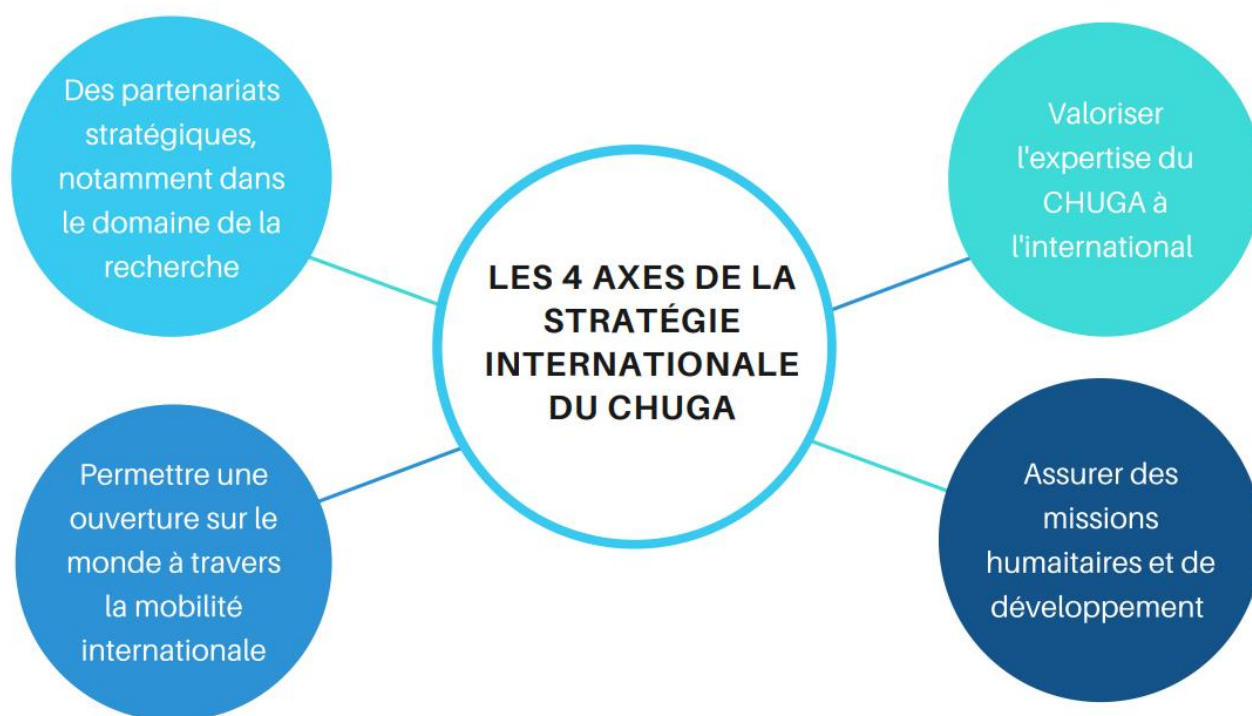 Des partenariats
stratégiques,
notamment dans
le domaine de la
recherche
Valoriser
l'expertise du
CHUGA à
l'international
LES 4 AXES DE LA
STRATÉGIE
INTERNATIONALE
DU CHUGA
Permettre une
ouverture sur le
monde à travers
la mobilité
internationale
Assurer des
missions
humaitaires et de
développement